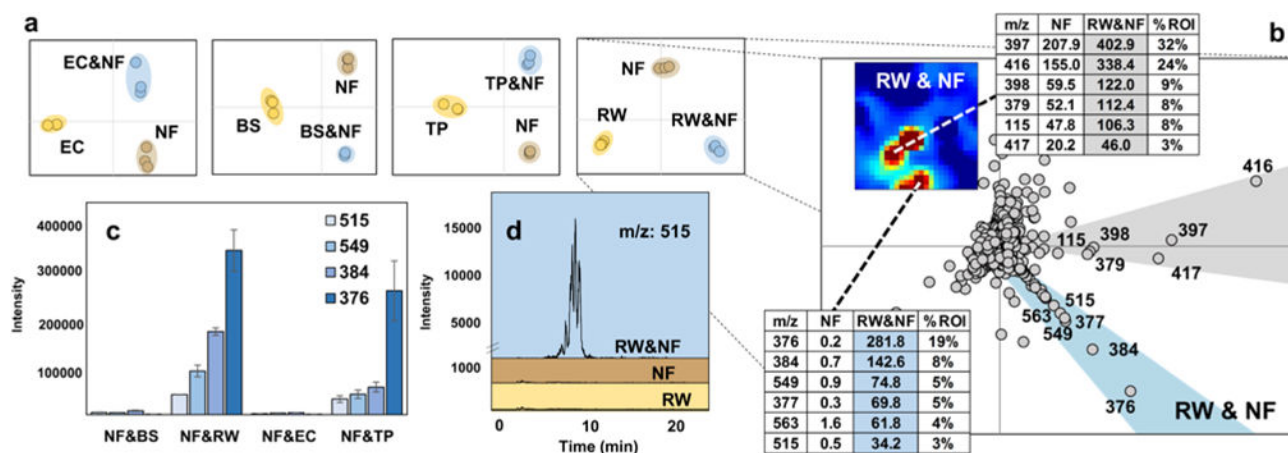 a
EC&NF
EC
NF
BS
NF
BS&NF
TP
TP&NF
NF
NF
RW
RW&NF
b
RW & NF
m/z NF RW&NF % ROI
397 207.9 402.9 32%
416 155.0 338.4 24%
398 59.5 122.0 9%
379 52.1 112.4 8%
115 47.8 106.3 8%
417 20.2 46.0 3%
416
115
398
397
379
417
515
563
377
549
384
376
RW & NF
m/z NF RW&NF % ROI
376 0.2 281.8 19%
384 0.7 142.6 8%
549 0.9 74.8 5%
377 0.3 69.8 5%
563 1.6 61.8 4%
515 0.5 34.2 3%
c
Intensity
400000
300000
200000
100000
515
549
384
376
NF&BS NF&RW NF&EC NF&TP
d
m/z: 515
Intensity
15000
10000
5000
1000
RW&NF
NF
RW
0 10 20
Time (min)